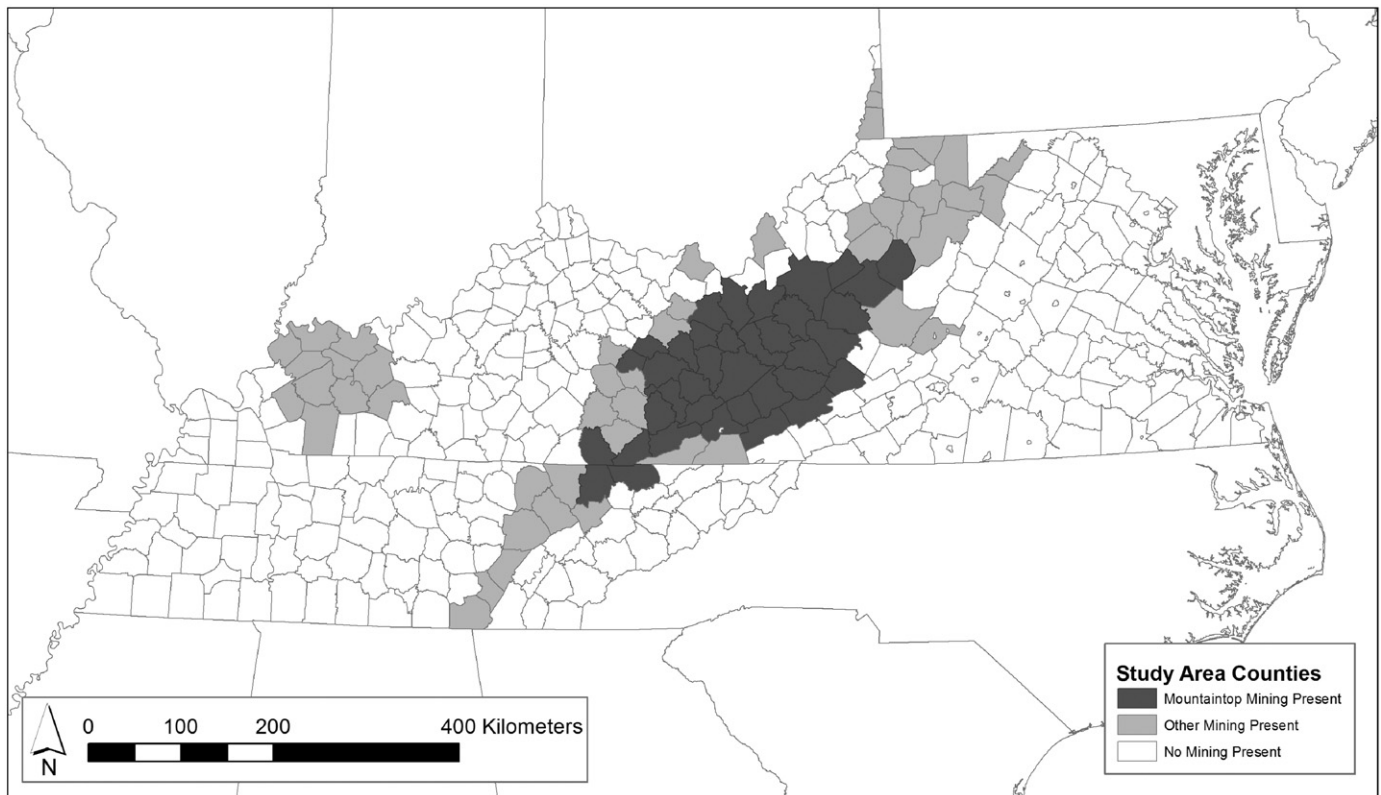 Study Area Counties
Mountaintop Mining Present
Other Mining Present
No Mining Present
0 100 200 400 Kilometers
N